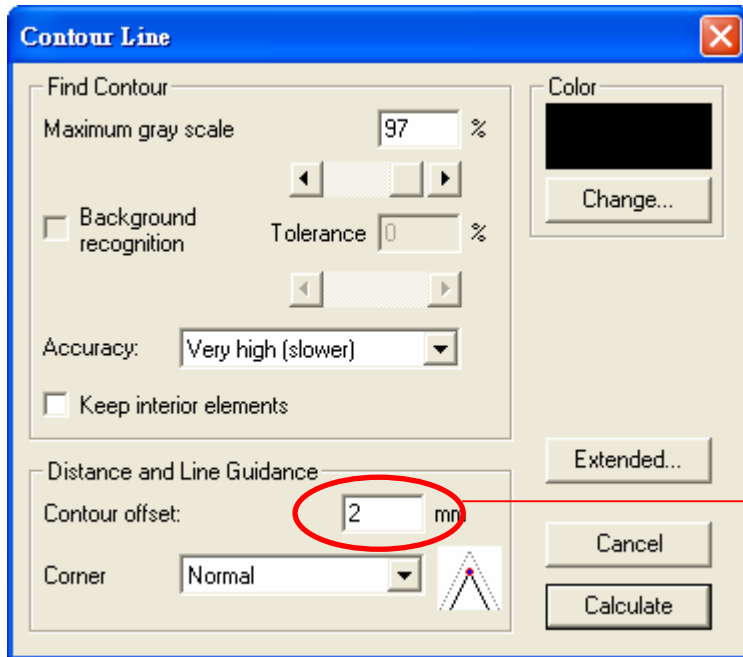 Contour Line
Find Contour
Maximum gray scale 97 %
Background
recognition
Tolerance 0 %
Accuracy: Very high (slower)
Keep interior elements
Color
Change...
Distance and Line Guidance
Contour offset: 2 mm
Corner Normal
Extended...
Cancel
Calculate